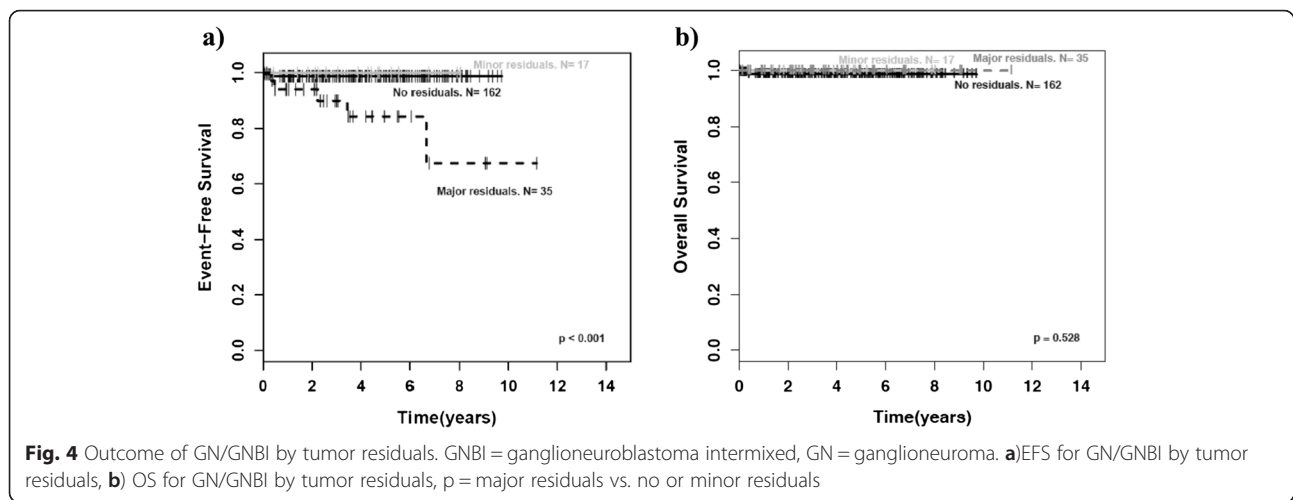 a)
b)
Minor residuals. N= 17
No residuals. N= 162
Major residuals. N= 35
p < 0.001
Event-Free Survival
0.0 0.2 0.4 0.6 0.8 1.0
0 2 4 6 8 10 12 14
Time(years)
Minor residuals. N= 17
Major residuals. N= 35
No residuals. N= 162
p = 0.528
Overall Survival
0.0 0.2 0.4 0.6 0.8 1.0
0 2 4 6 8 10 12 14
Time(years)
Fig. 4 Outcome of GN/GNBI by tumor residuals. GNBI = ganglioneuroblastoma intermixed, GN = ganglioneuroma. a)EFS for GN/GNBI by tumor
residuals, b) OS for GN/GNBI by tumor residuals, p = major residuals vs. no or minor residuals